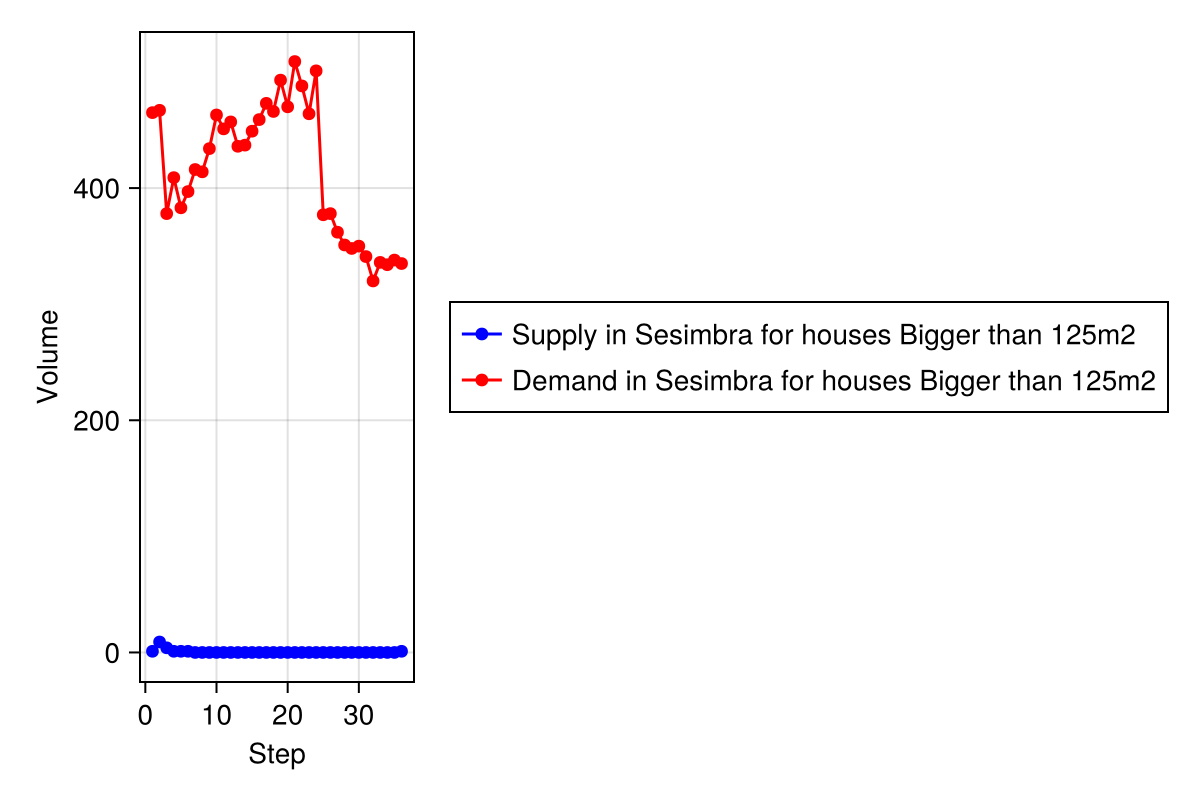 400
200
0
Volume
0 10 20 30
Step
Supply in Sesimbra for houses Bigger than 125m2
Demand in Sesimbra for houses Bigger than 125m2